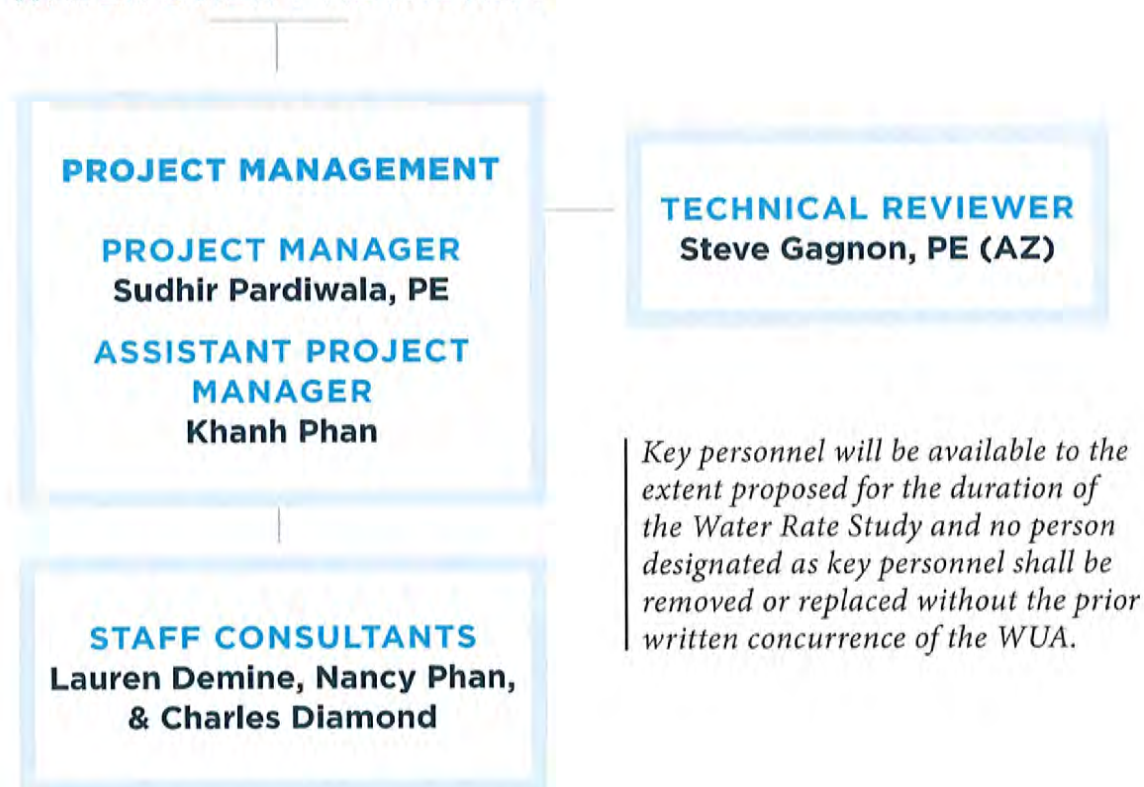 PROJECT MANAGEMENT
PROJECT MANAGER
Sudhir Pardiwala, PE
ASSISTANT PROJECT
MANAGER
Khanh Phan
TECHNICAL REVIEWER
Steve Gagnon, PE (AZ)
Key personnel will be available to the
extent proposed for the duration of
the Water Rate Study and no person
designated as key personnel shall be
removed or replaced without the prior
written concurrence of the WUA.
STAFF CONSULTANTS
Lauren Demine, Nancy Phan,
& Charles Diamond